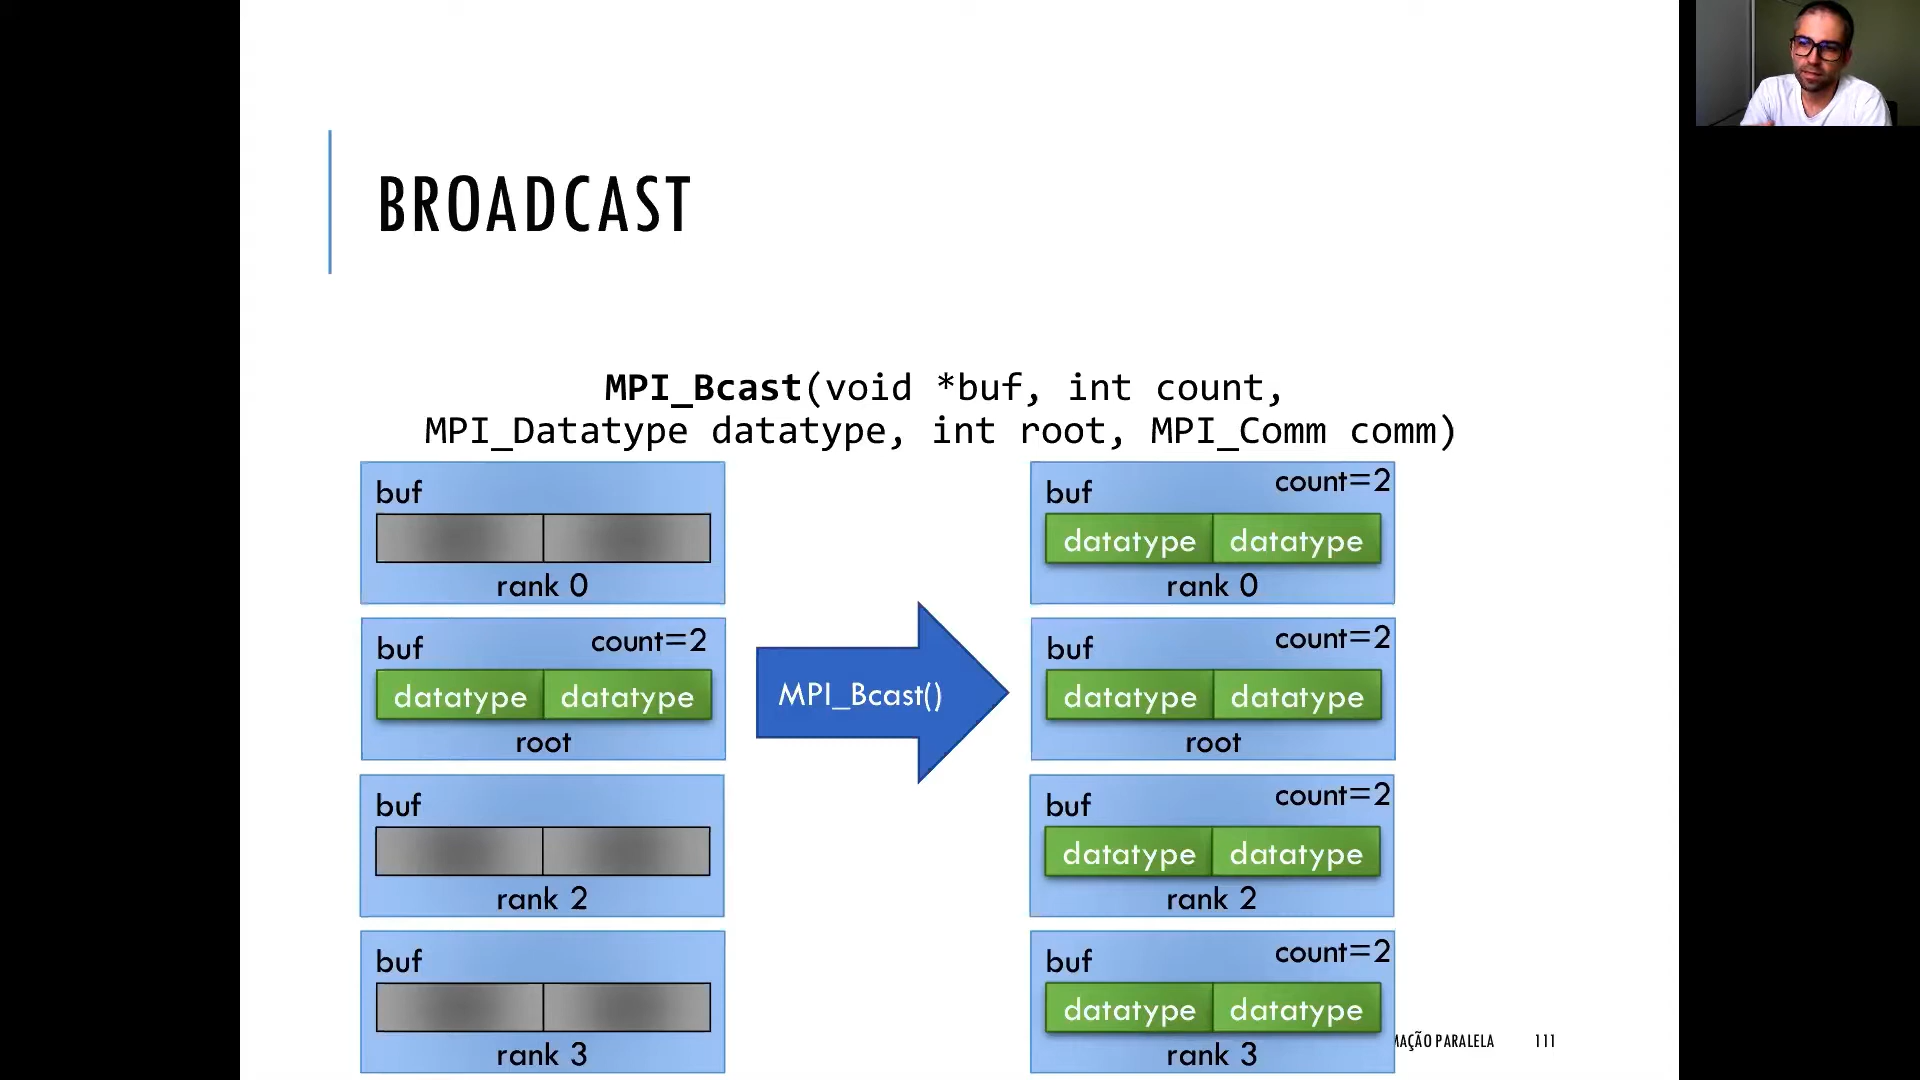 BROADCAST
MPI_Bcast(void *buf, int count,
MPI_Datatype datatype, int root, MPI_Comm comm)
buf
rank 0
buf count=2
datatype datatype
root
buf
rank 2
buf
rank 3
MPI_Bcast()
buf count=2
datatype datatype
rank 0
buf count=2
datatype datatype
root
buf count=2
datatype datatype
rank 2
buf count=2
datatype datatype
rank 3
PARALELA 111